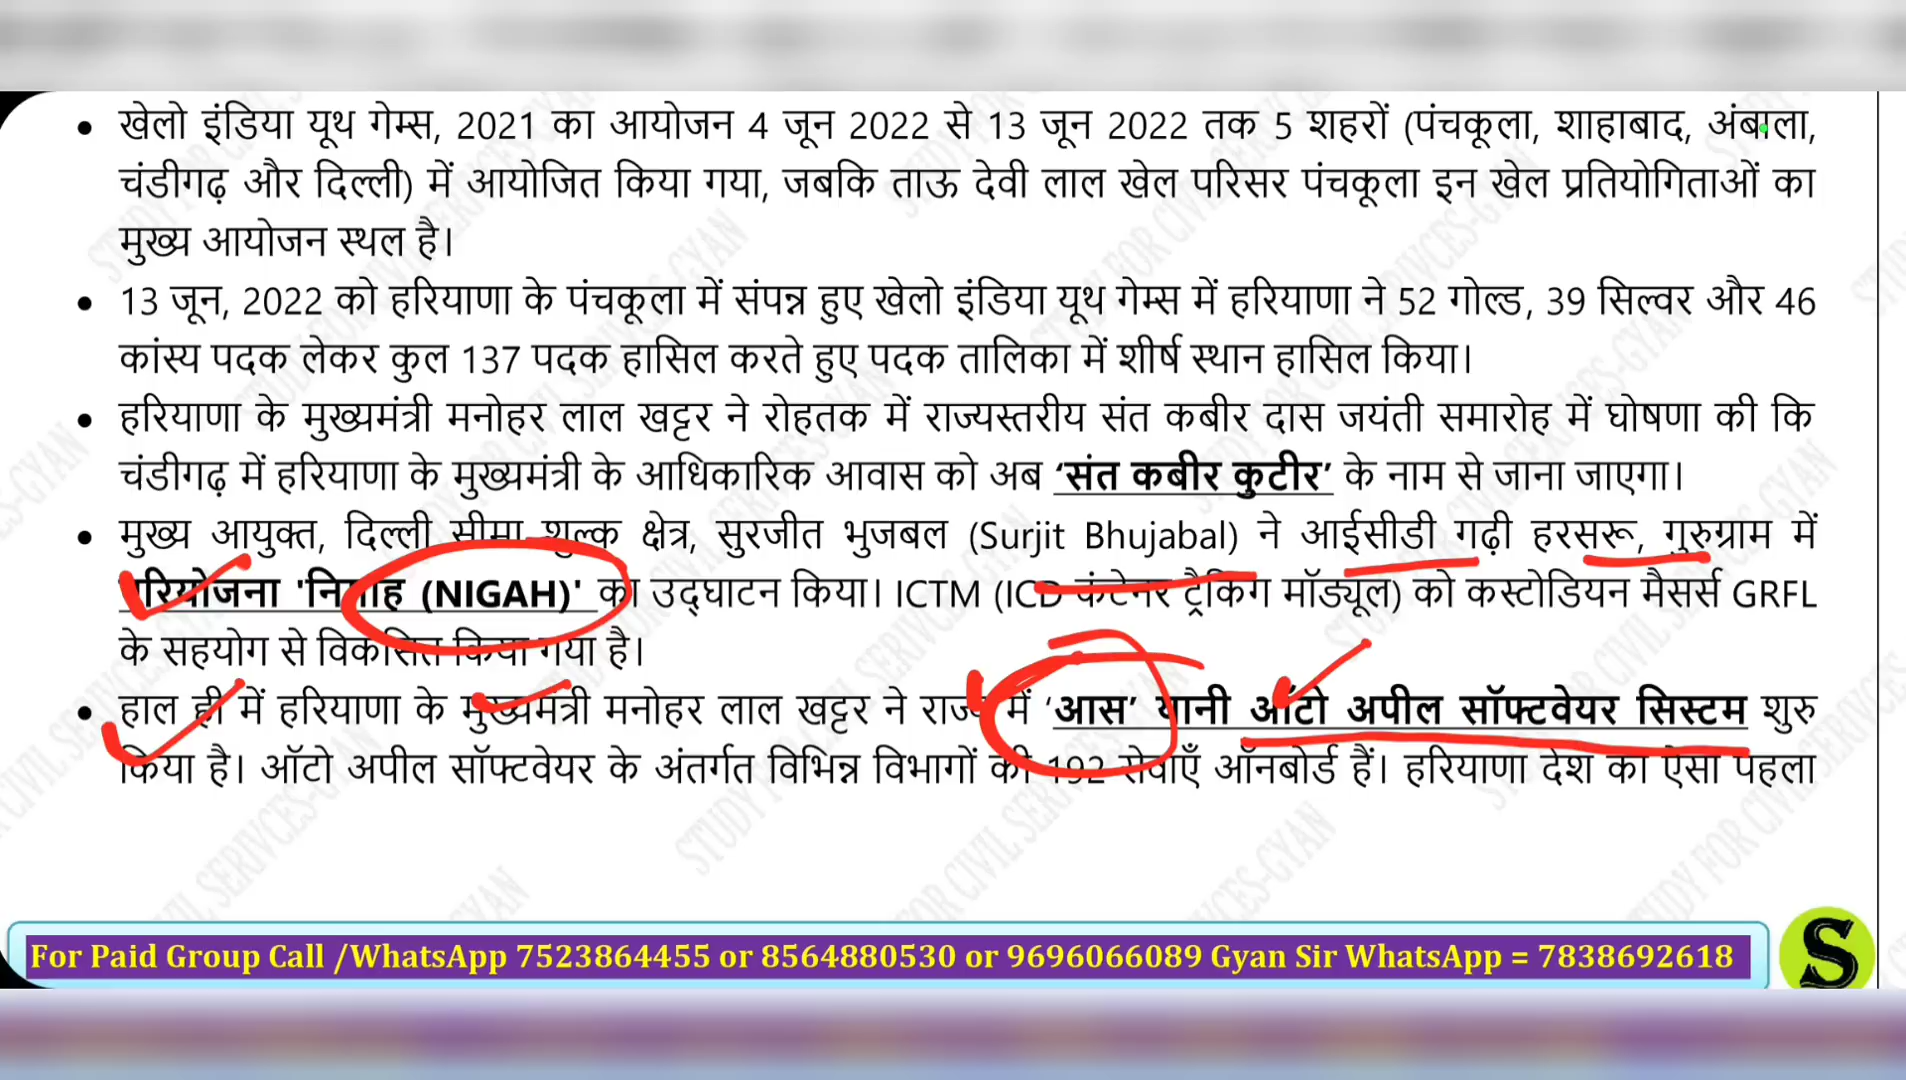 • खेलो इंडिया यूथ गेम्स, 2021 का आयोजन 4 जून 2022 से 13 जून 2022 तक 5 शहरों (पंचकूला, शाहाबाद, अंबाला,
चंडीगढ़ और दिल्ली) में आयोजित किया गया, जबकि ताऊ देवी लाल खेल परिसर पंचकूला इन खेल प्रतियोगिताओं का
मुख्य आयोजन स्थल है।
• 13 जून, 2022 को हरियाणा के पंचकूला में संपन्न हुए खेलो इंडिया यूथ गेम्स में हरियाणा ने 52 गोल्ड, 39 सिल्वर और 46
कांस्य पदक लेकर कुल 137 पदक हासिल करते हुए पदक तालिका में शीर्ष स्थान हासिल किया।
• हरियाणा के मुख्यमंत्री मनोहर लाल खट्टर ने रोहतक में राज्यस्तरीय संत कबीर दास जयंती समारोह में घोषणा की कि
चंडीगढ़ में हरियाणा के मुख्यमंत्री के आधिकारिक आवास को अब ‘संत कबीर कुटीर’ के नाम से जाना जाएगा।
• मुख्य आयुक्त, दिल्ली सीमा शुल्क क्षेत्र, सुरजीत भुजबल (Surjit Bhujabal) ने आईसीडी गढ़ी हरसरू, गुरुग्राम में
परियोजना 'निगाह (NIGAH)' का उद्घाटन किया। ICTM (ICD कंटेनर ट्रैकिंग मॉड्यूल) को कस्टोडियन मैसर्स GRFL
के सहयोग से विकसित किया गया है।
• हाल ही में हरियाणा के मुख्यमंत्री मनोहर लाल खट्टर ने राज्य में ‘आस’ यानी ऑटो अपील सॉफ्टवेयर सिस्टम शुरु
किया है। ऑटो अपील सॉफ्टवेयर के अंतर्गत विभिन्न विभागों की 192 सेवाएँ ऑनबोर्ड हैं। हरियाणा देश का ऐसा पहला
For Paid Group Call /WhatsApp 7523864455 or 8564880530 or 9696066089 Gyan Sir WhatsApp = 7838692618
S